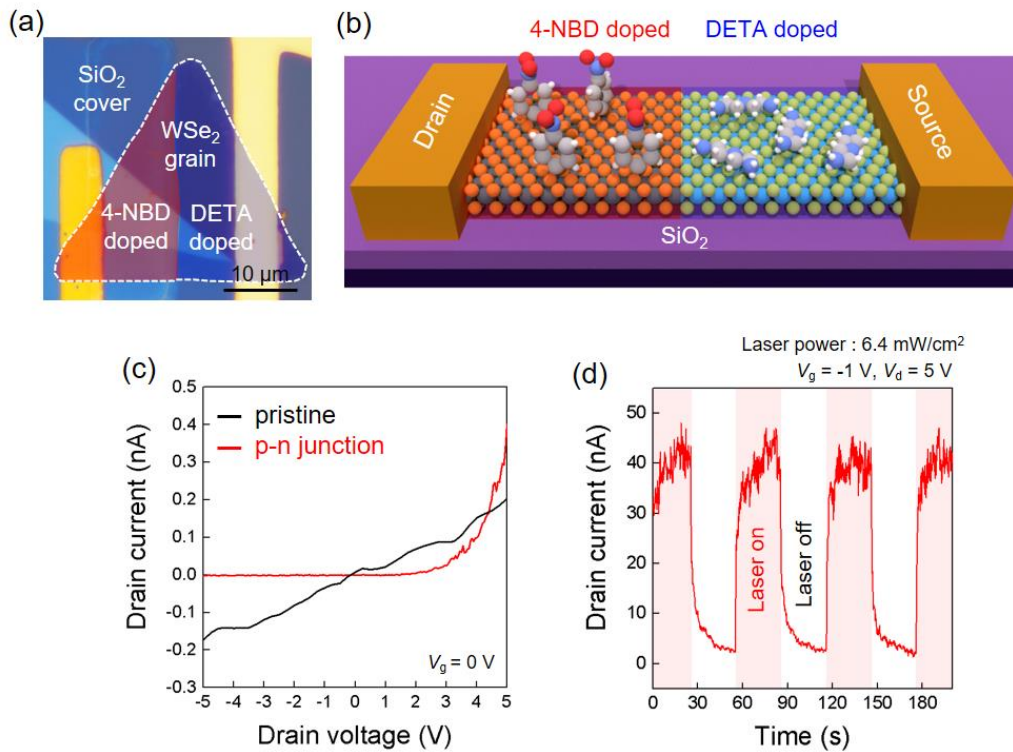 (a)
SiO2
cover
WSe2
grain
4-NBD
doped
DETA
doped
10 μm
(b)
4-NBD doped
DETA doped
Drain
Source
SiO2
(c)
Drain current (nA)
0.5
0.4
0.3
0.2
0.1
0.0
-0.1
-0.2
-0.3
pristine
p-n junction
Vg = 0 V
-5 -4 -3 -2 -1 0 1 2 3 4 5
Drain voltage (V)
Laser power : 6.4 mW/cm2
Vg = -1 V, Vd = 5 V
(d)
Drain current (nA)
50
40
30
20
10
0
Laser on
Laser off
0 30 60 90 120 150 180
Time (s)